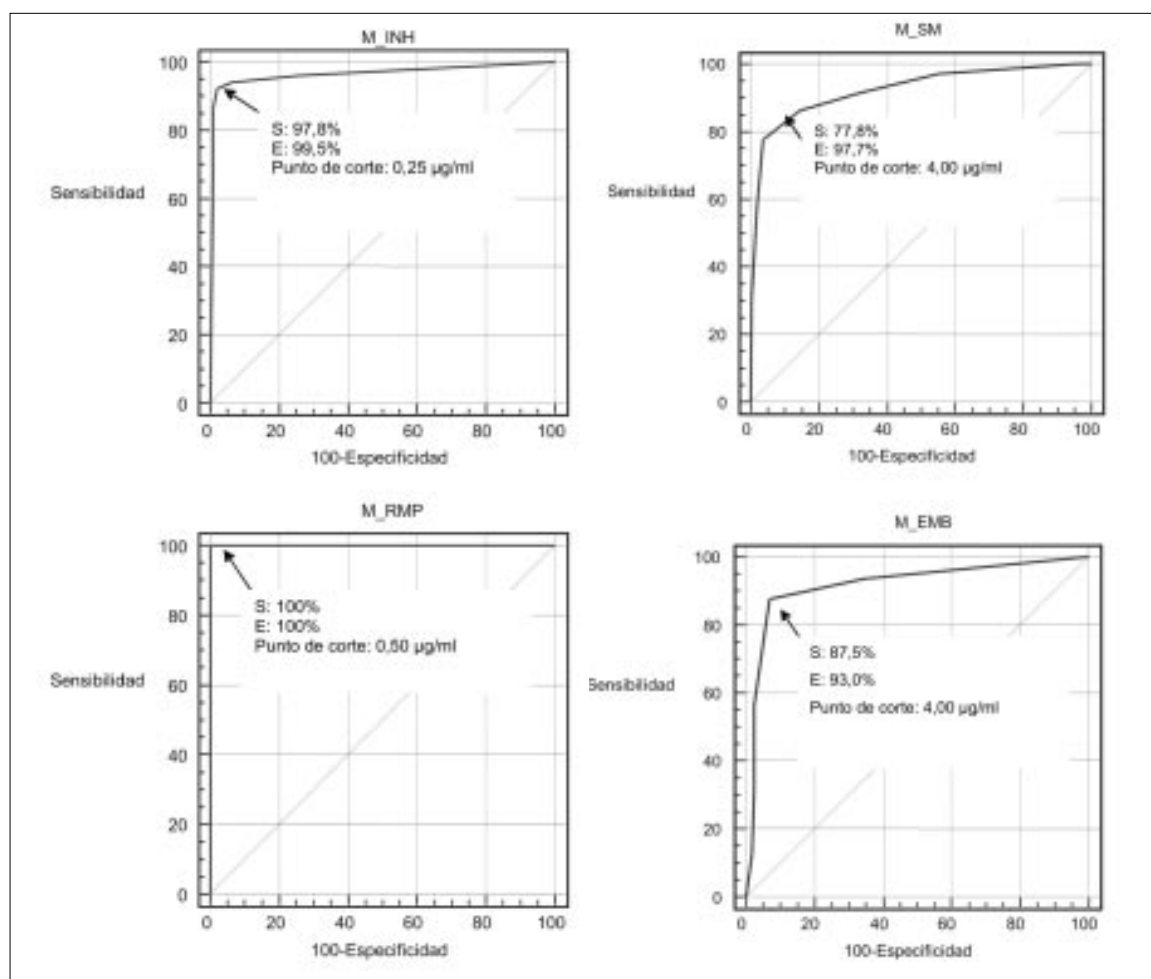 M_INH
100
80
60
40
20
0
Sensibilidad
S: 97,8%
E: 99,5%
Punto de corte: 0,25 µg/ml
0 20 40 60 80 100
100-Especificidad
M_SM
100
80
60
40
20
0
Sensibilidad
S: 77,8%
E: 97,7%
Punto de corte: 4,00 µg/ml
0 20 40 60 80 100
100-Especificidad
M_RMP
100
80
60
40
20
0
Sensibilidad
S: 100%
E: 100%
Punto de corte: 0,50 µg/ml
0 20 40 60 80 100
100-Especificidad
M_EMB
100
80
60
40
20
0
Sensibilidad
S: 87,5%
E: 93,0%
Punto de corte: 4,00 µg/ml
0 20 40 60 80 100
100-Especificidad